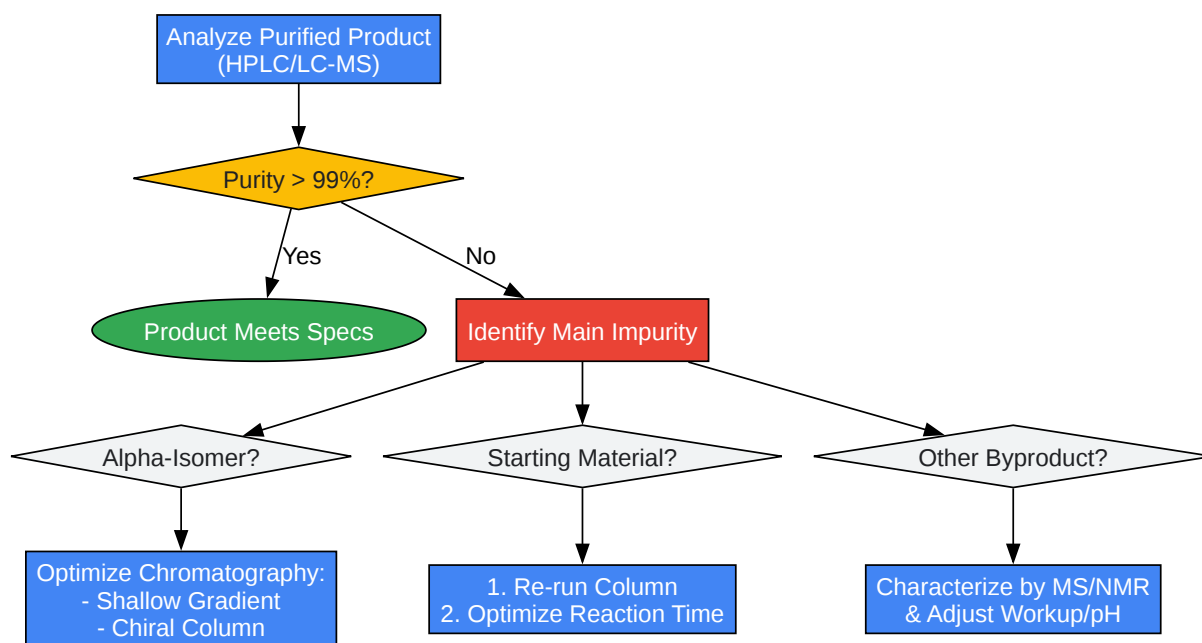 Analyze Purified Product
(HPLC/LC-MS)
Purity > 99%?
Yes
No
Product Meets Specs
Identify Main Impurity
Alpha-Isomer?
Starting Material?
Other Byproduct?
Optimize Chromatography:
- Shallow Gradient
- Chiral Column
1. Re-run Column
2. Optimize Reaction Time
Characterize by MS/NMR
& Adjust Workup/pH